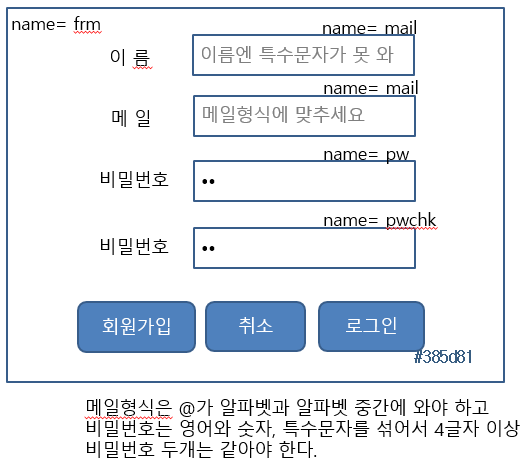 name= frm
name= mail
이 름
이름엔 특수문자가 못 와
name= mail
메 일
메일형식에 맞추세요
name= pw
비밀번호
••
name= pwchk
비밀번호
••
회원가입 취소 로그인
#385d81
메일형식은 @가 알파벳과 알파벳 중간에 와야 하고
비밀번호는 영어와 숫자, 특수문자를 섞어서 4글자 이상
비밀번호 두개는 같아야 한다.